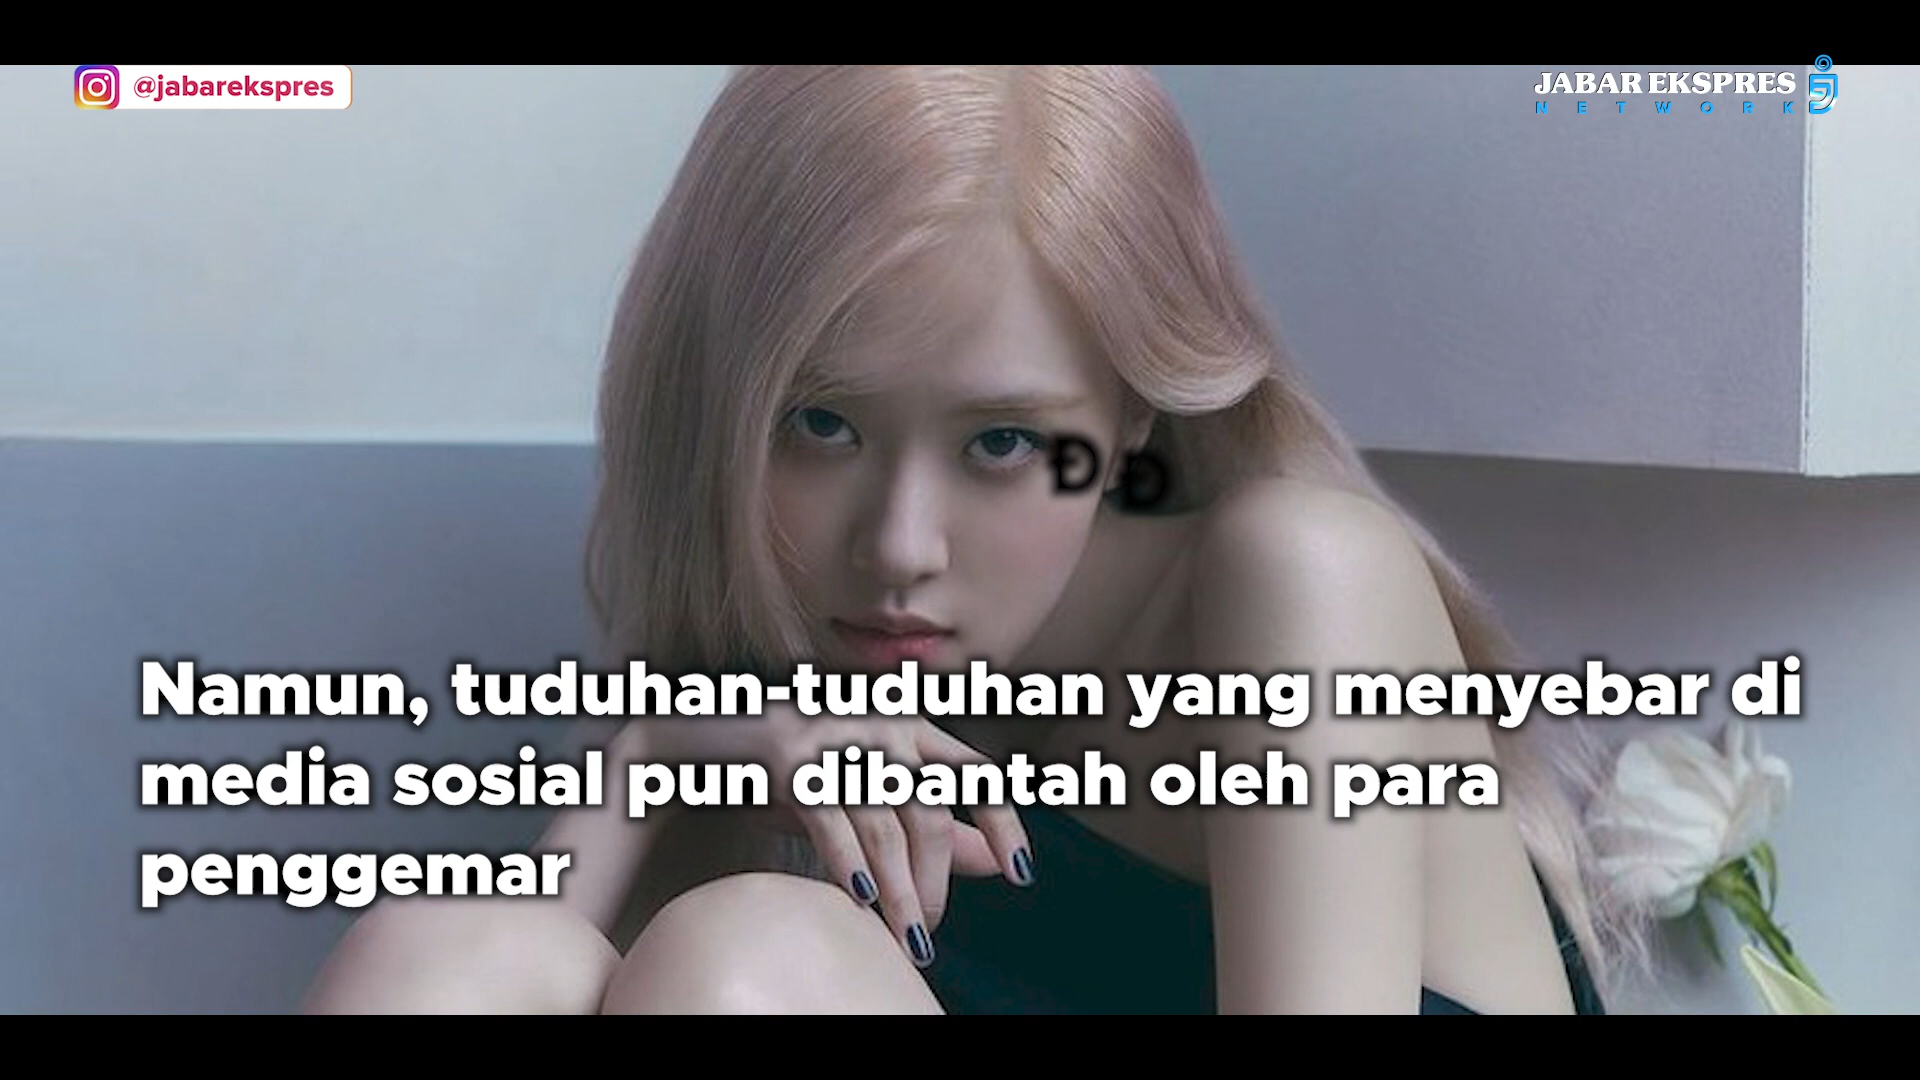 @jabarekspres
JABAR EKSPRES
NETWORK
Đ Đ
Namun, tuduhan-tuduhan yang menyebar di
media sosial pun dibantah oleh para
penggemar